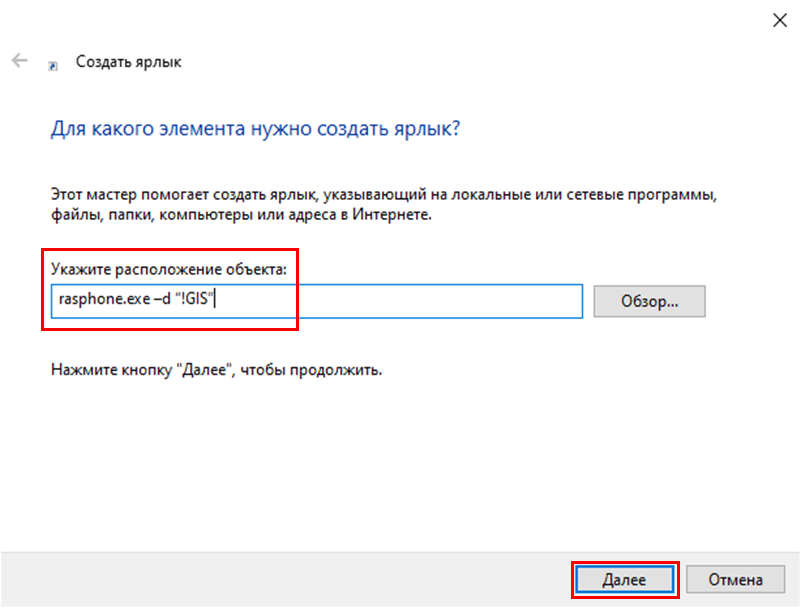 Создать ярлык
Для какого элемента нужно создать ярлык?
Этот мастер помогает создать ярлык, указывающий на локальные или сетевые программы,
файлы, папки, компьютеры или адреса в Интернете.
Укажите расположение объекта:
rasphone.exe –d “!GIS“
Обзор...
Нажмите кнопку "Далее", чтобы продолжить.
Далее
Отмена